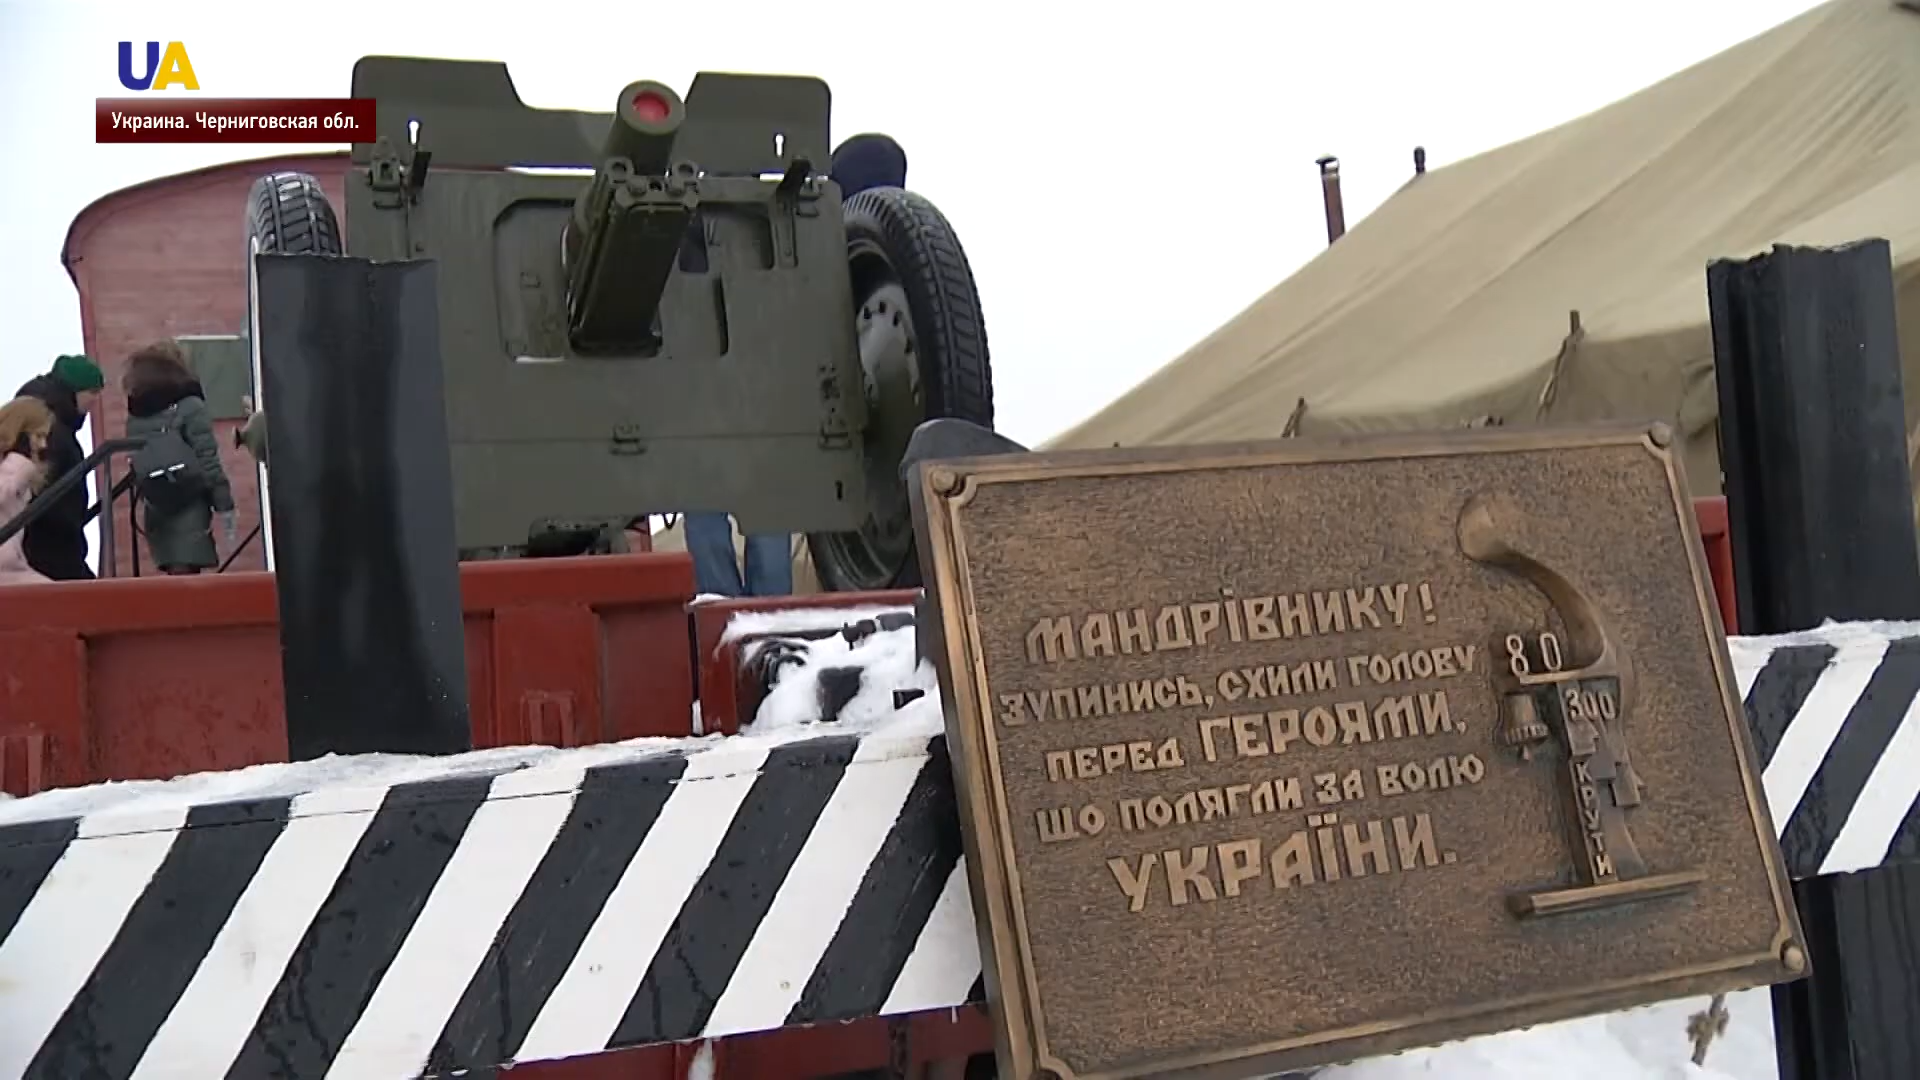 UA
Украина. Черниговская обл.
МАНДРІВНИКУ!
ЗУПИНИСЬ, СХИЛИ ГОЛОВУ
ПЕРЕД ГЕРОЯМИ,
ЩО ПОЛЯГЛИ ЗА ВОЛЮ
УКРАЇНИ.
80
300
КРУТИ